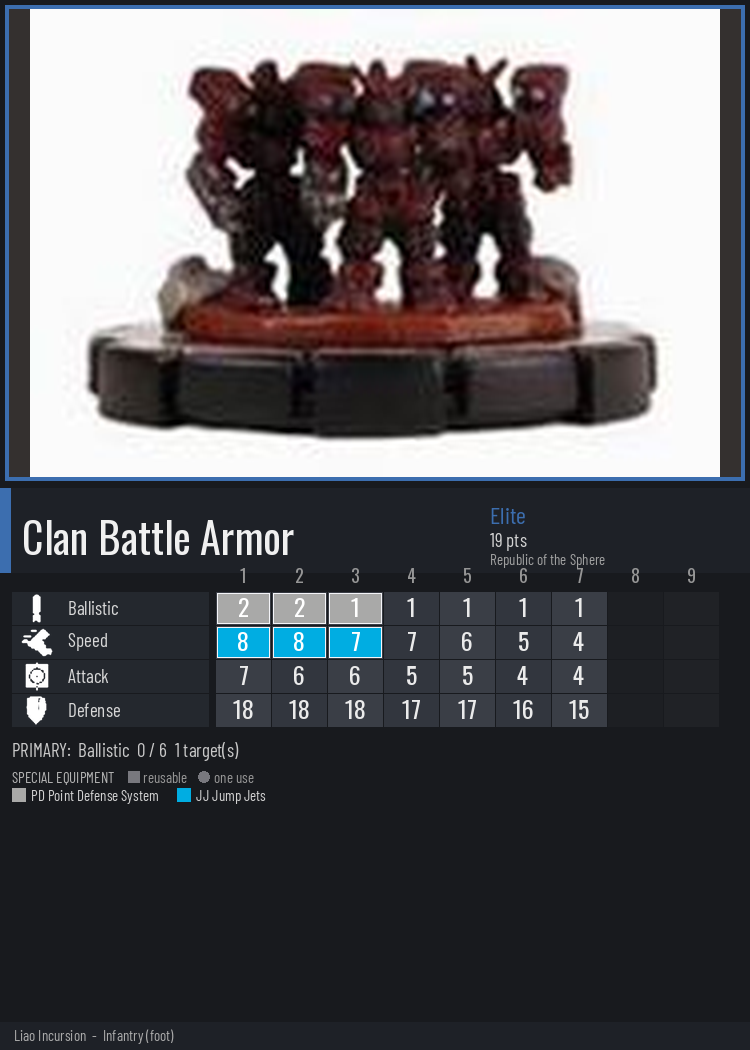 Clan Battle Armor
Elite
19 pts
Republic of the Sphere
1 2 3 4 5 6 7 8 9
Ballistic 2 2 1 1 1 1 1
Speed 8 8 7 7 6 5 4
Attack 7 6 6 5 5 4 4
Defense 18 18 18 17 17 16 15
PRIMARY: Ballistic 0 / 6 1 target(s)
SPECIAL EQUIPMENT reusable one use
PD Point Defense System JJ Jump Jets
Liao Incursion - Infantry (foot)